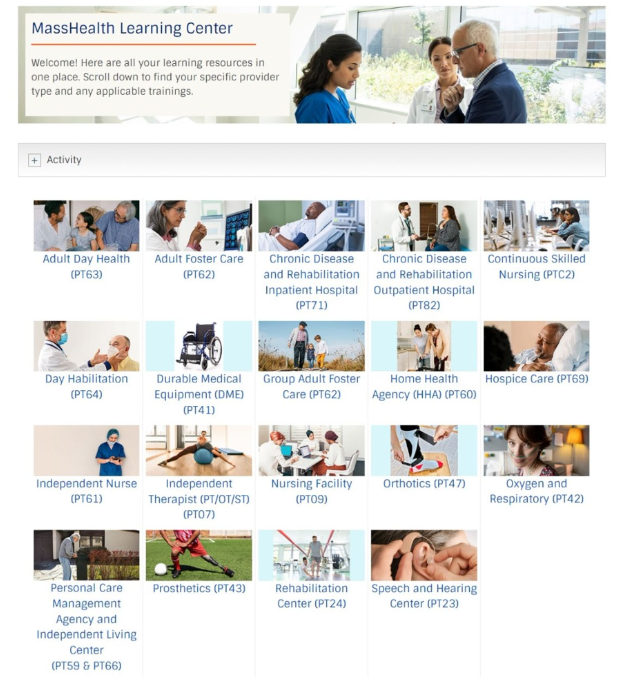 MassHealth Learning Center
Welcome! Here are all your learning resources in
one place. Scroll down to find your specific provider
type and any applicable trainings.
+ Activity
Adult Day Health
(PT63)
Adult Foster Care
(PT62)
Chronic Disease
and Rehabilitation
Inpatient Hospital
(PT71)
Chronic Disease
and Rehabilitation
Outpatient Hospital
(PT82)
Continuous Skilled
Nursing (PTC2)
Day Habilitation
(PT64)
Durable Medical
Equipment (DME)
(PT41)
Group Adult Foster
Care (PT62)
Home Health
Agency (HHA) (PT60)
Hospice Care (PT69)
Independent Nurse
(PT61)
Independent
Therapist (PT/OT/ST)
(PT07)
Nursing Facility
(PT09)
Orthotics (PT47)
Oxygen and
Respiratory (PT42)
Personal Care
Management
Agency and
Independent Living
Center
(PT59 & PT66)
Prosthetics (PT43)
Rehabilitation
Center (PT24)
Speech and Hearing
Center (PT23)